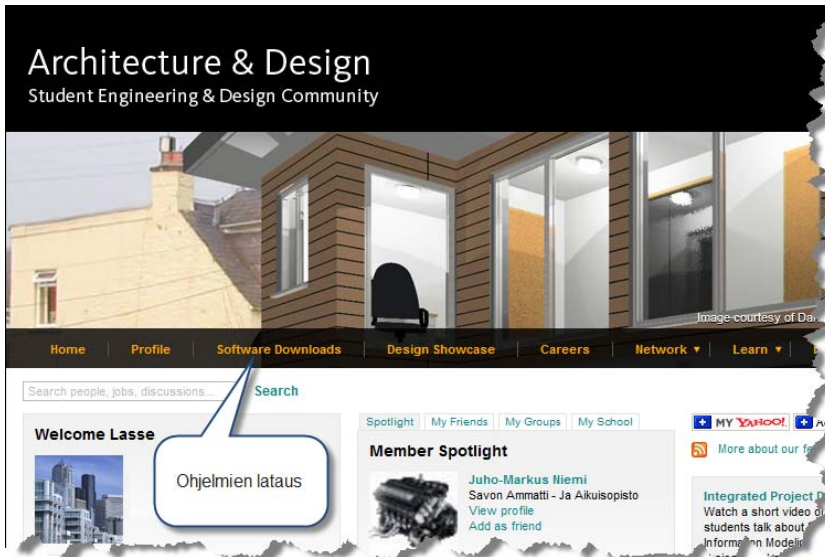 Architecture & Design
Student Engineering & Design Community
Image courtesy of
Home Profile Software Downloads Design Showcase Careers Network Learn
Search people, jobs, discussions... Search
Welcome Lasse
Ohjelmien lataus
Spotlight My Friends My Groups My School
Member Spotlight
Juho-Markus Niemi
Savon Ammatti - Ja Aikuisopisto
View profile
Add as friend
MY YAHOO!
More about our
Integrated Project
Watch a short video
students talk about
Information